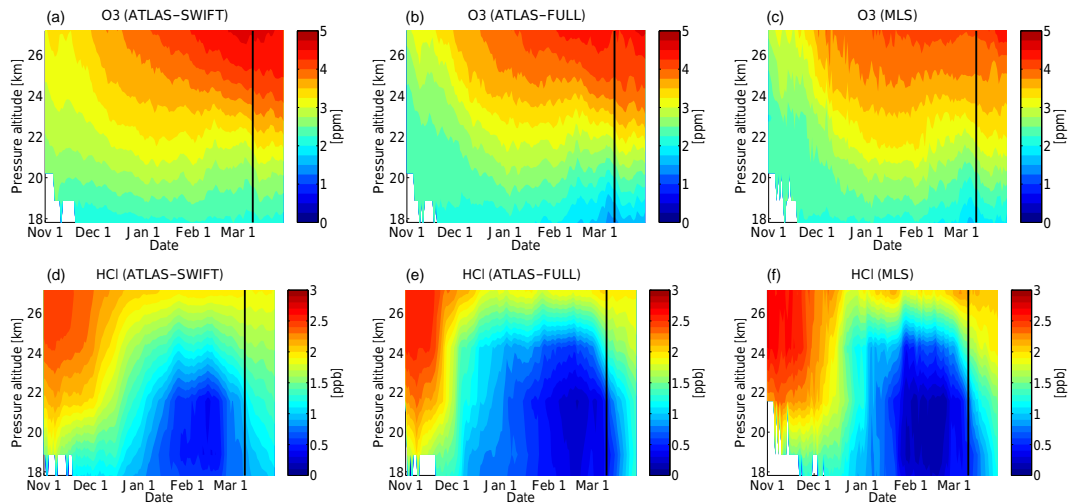 (a) O3 (ATLAS−SWIFT)
Pressure altitude [km]
26
24
22
20
18
Nov 1 Dec 1 Jan 1 Feb 1 Mar 1
Date
5
4
3
2
1
0
[ppm]
(b) O3 (ATLAS−FULL)
Pressure altitude [km]
26
24
22
20
18
Nov 1 Dec 1 Jan 1 Feb 1 Mar 1
Date
5
4
3
2
1
0
[ppm]
(c) O3 (MLS)
Pressure altitude [km]
26
24
22
20
18
Nov 1 Dec 1 Jan 1 Feb 1 Mar 1
Date
5
4
3
2
1
0
[ppm]
(d) HCl (ATLAS−SWIFT)
Pressure altitude [km]
26
24
22
20
18
Nov 1 Dec 1 Jan 1 Feb 1 Mar 1
Date
3
2.5
2
1.5
1
0.5
0
[ppb]
(e) HCl (ATLAS−FULL)
Pressure altitude [km]
26
24
22
20
18
Nov 1 Dec 1 Jan 1 Feb 1 Mar 1
Date
3
2.5
2
1.5
1
0.5
0
[ppb]
(f) HCl (MLS)
Pressure altitude [km]
26
24
22
20
18
Nov 1 Dec 1 Jan 1 Feb 1 Mar 1
Date
3
2.5
2
1.5
1
0.5
0
[ppb]